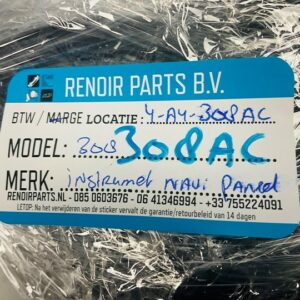 RENOIR PARTS B.V.
BTW / MARGE LOCATIE : 4-A4-308AC
MODEL: 308 308AC
MERK: instrumet navi Paneel
RENOIRPARTS.NL - 085 0603676 - 06 41346994 - +33 755224091
LETOP: Na het verwijderen van de sticker vervalt de garantie/retourbeleid van 14 dagen